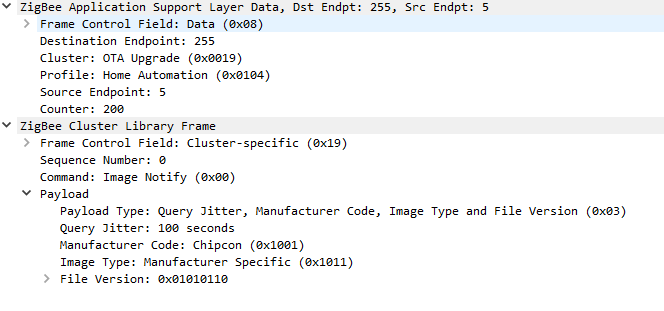 ZigBee Application Support Layer Data, Dst Endpt: 255, Src Endpt: 5
Frame Control Field: Data (0x08)
Destination Endpoint: 255
Cluster: OTA Upgrade (0x0019)
Profile: Home Automation (0x0104)
Source Endpoint: 5
Counter: 200
ZigBee Cluster Library Frame
Frame Control Field: Cluster-specific (0x19)
Sequence Number: 0
Command: Image Notify (0x00)
Payload
Payload Type: Query Jitter, Manufacturer Code, Image Type and File Version (0x03)
Query Jitter: 100 seconds
Manufacturer Code: Chipcon (0x1001)
Image Type: Manufacturer Specific (0x1011)
File Version: 0x01010110